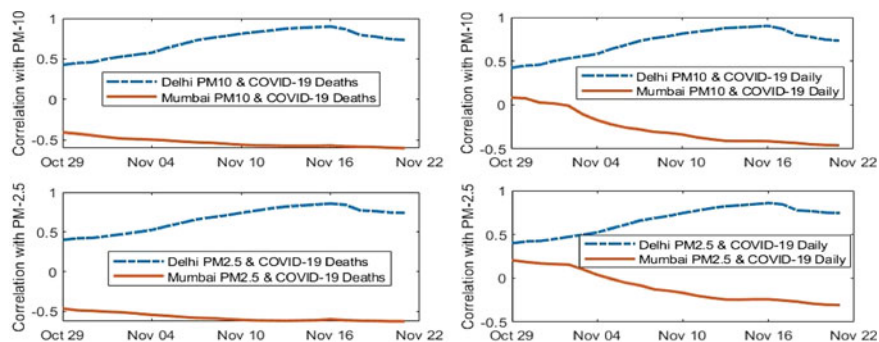 Correlation with PM-10
1
0.5
0
-0.5
Delhi PM10 & COVID-19 Deaths
Mumbai PM10 & COVID-19 Deaths
Oct 29 Nov 04 Nov 10 Nov 16 Nov 22
Correlation with PM-10
1
0.5
0
-0.5
Delhi PM10 & COVID-19 Daily
Mumbai PM10 & COVID-19 Daily
Oct 29 Nov 04 Nov 10 Nov 16 Nov 22
Correlation with PM-2.5
1
0.5
0
-0.5
Delhi PM2.5 & COVID-19 Deaths
Mumbai PM2.5 & COVID-19 Deaths
Oct 29 Nov 04 Nov 10 Nov 16 Nov 22
Correlation with PM-2.5
1
0.5
0
-0.5
Delhi PM2.5 & COVID-19 Daily
Mumbai PM2.5 & COVID-19 Daily
Oct 29 Nov 04 Nov 10 Nov 16 Nov 22